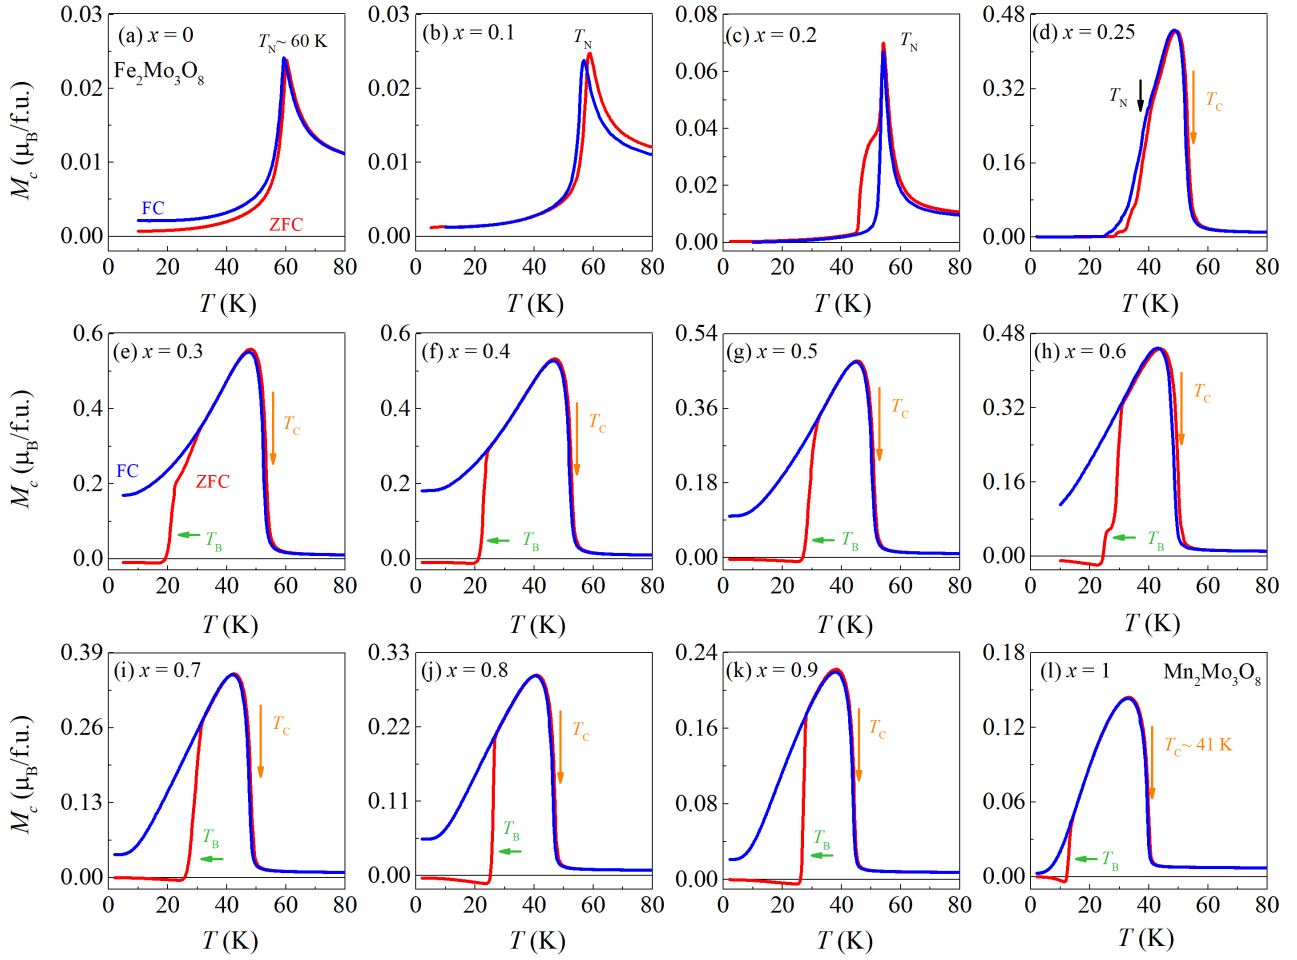 (a) x = 0
T_N ~ 60 K
Fe₂Mo₃O₈
FC
ZFC
M_c (μ_B/f.u.)
0.03
0.02
0.01
0.00
0 20 40 60 80
T (K)
(b) x = 0.1
T_N
0.03
0.02
0.01
0.00
0 20 40 60 80
T (K)
(c) x = 0.2
T_N
0.08
0.06
0.04
0.02
0.00
0 20 40 60 80
T (K)
(d) x = 0.25
T_N
T_C
0.48
0.32
0.16
0.00
0 20 40 60 80
T (K)
(e) x = 0.3
T_C
FC
ZFC
T_B
M_c (μ_B/f.u.)
0.6
0.4
0.2
0.0
0 20 40 60 80
T (K)
(f) x = 0.4
T_C
T_B
0.6
0.4
0.2
0.0
0 20 40 60 80
T (K)
(g) x = 0.5
T_C
T_B
0.54
0.36
0.18
0.00
0 20 40 60 80
T (K)
(h) x = 0.6
T_C
T_B
0.48
0.32
0.16
0.00
0 20 40 60 80
T (K)
(i) x = 0.7
T_C
T_B
M_c (μ_B/f.u.)
0.39
0.26
0.13
0.00
0 20 40 60 80
T (K)
(j) x = 0.8
T_C
T_B
0.33
0.22
0.11
0.00
0 20 40 60 80
T (K)
(k) x = 0.9
T_C
T_B
0.24
0.16
0.08
0.00
0 20 40 60 80
T (K)
(l) x = 1
Mn₂Mo₃O₈
T_C ~ 41 K
T_B
0.18
0.12
0.06
0.00
0 20 40 60 80
T (K)